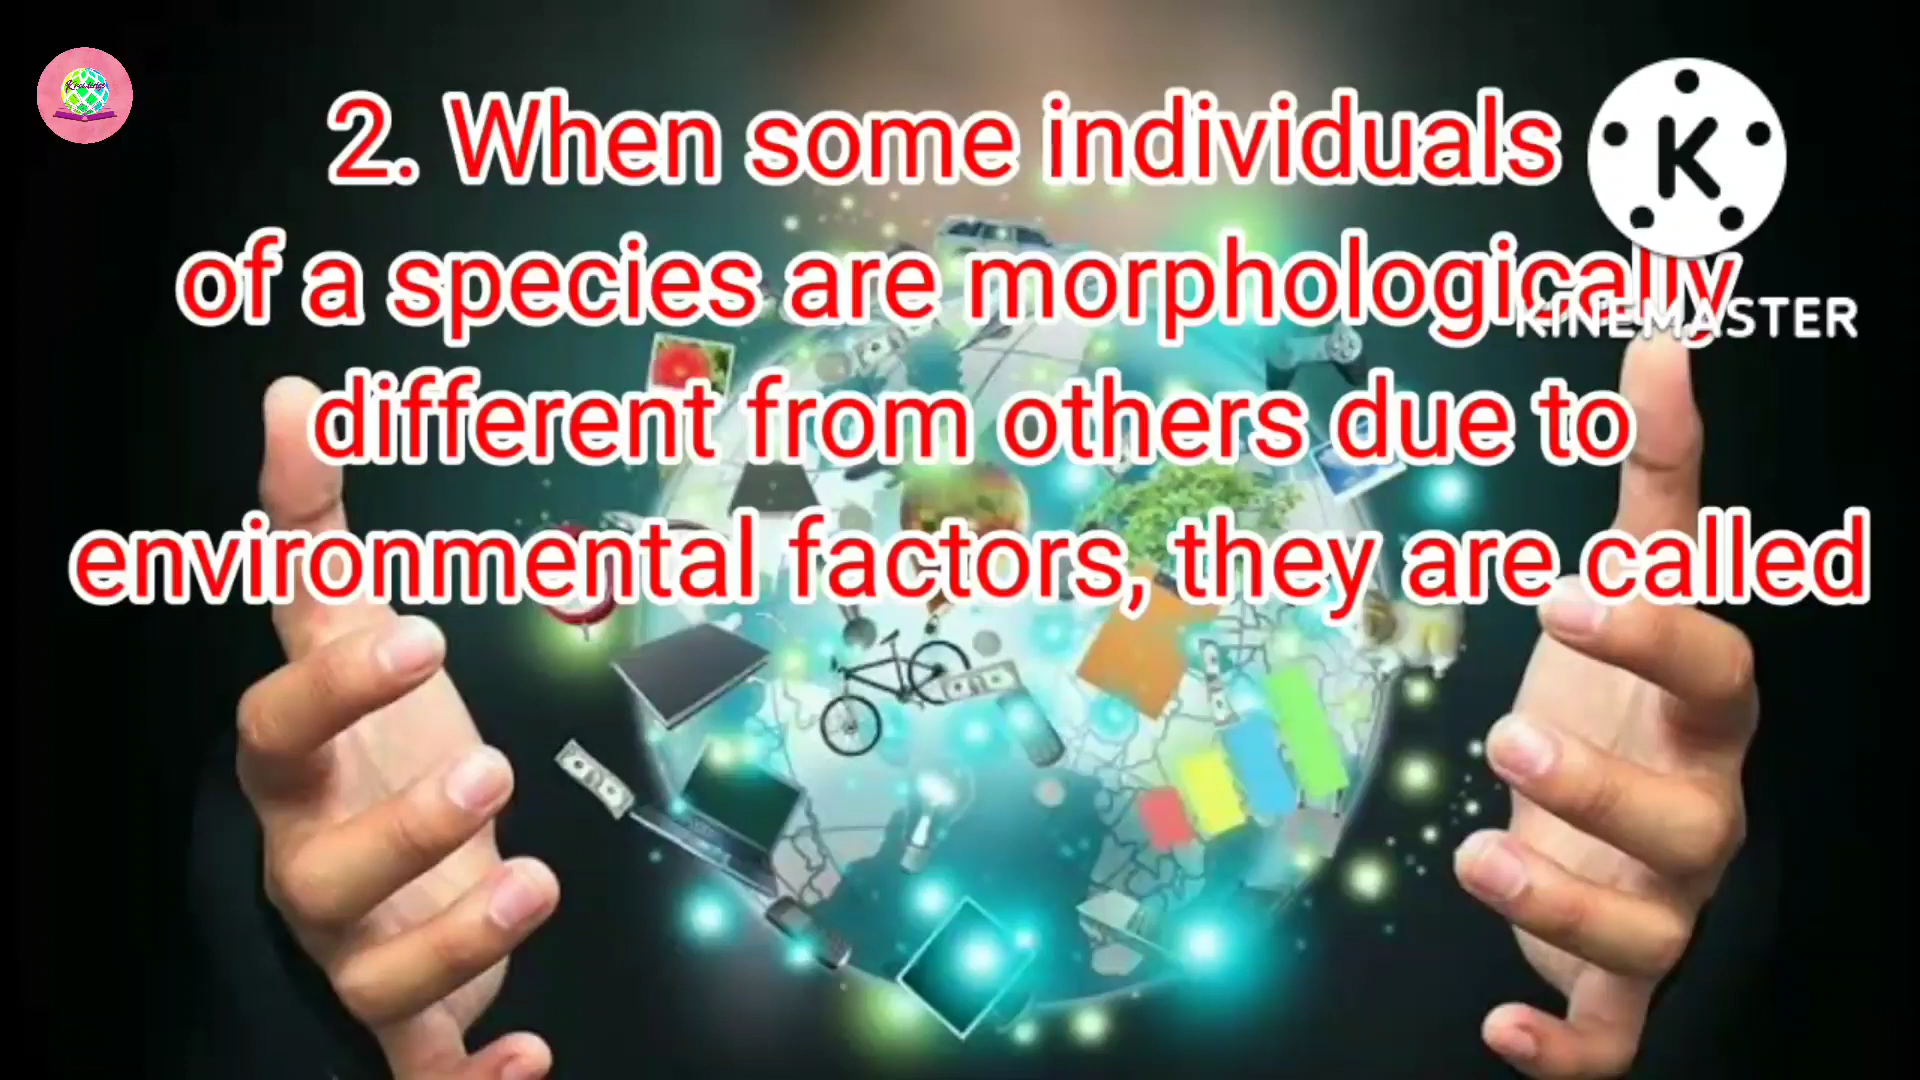 2. When some individuals
of a species are morphologically
different from others due to
environmental factors, they are called
K
KINEMASTER